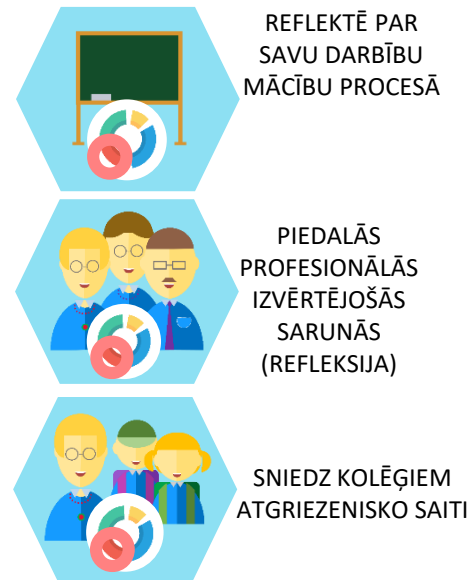 REFLEKTĒ PAR
SAVU DARBĪBU
MĀCĪBU PROCESĀ
PIEDALĀS
PROFESIONĀLĀS
IZVĒRTĒJOŠĀS
SARUNĀS
(REFLEKSIJA)
SNIEDZ KOLĒĢIEM
ATGRIEZENISKO SAITI